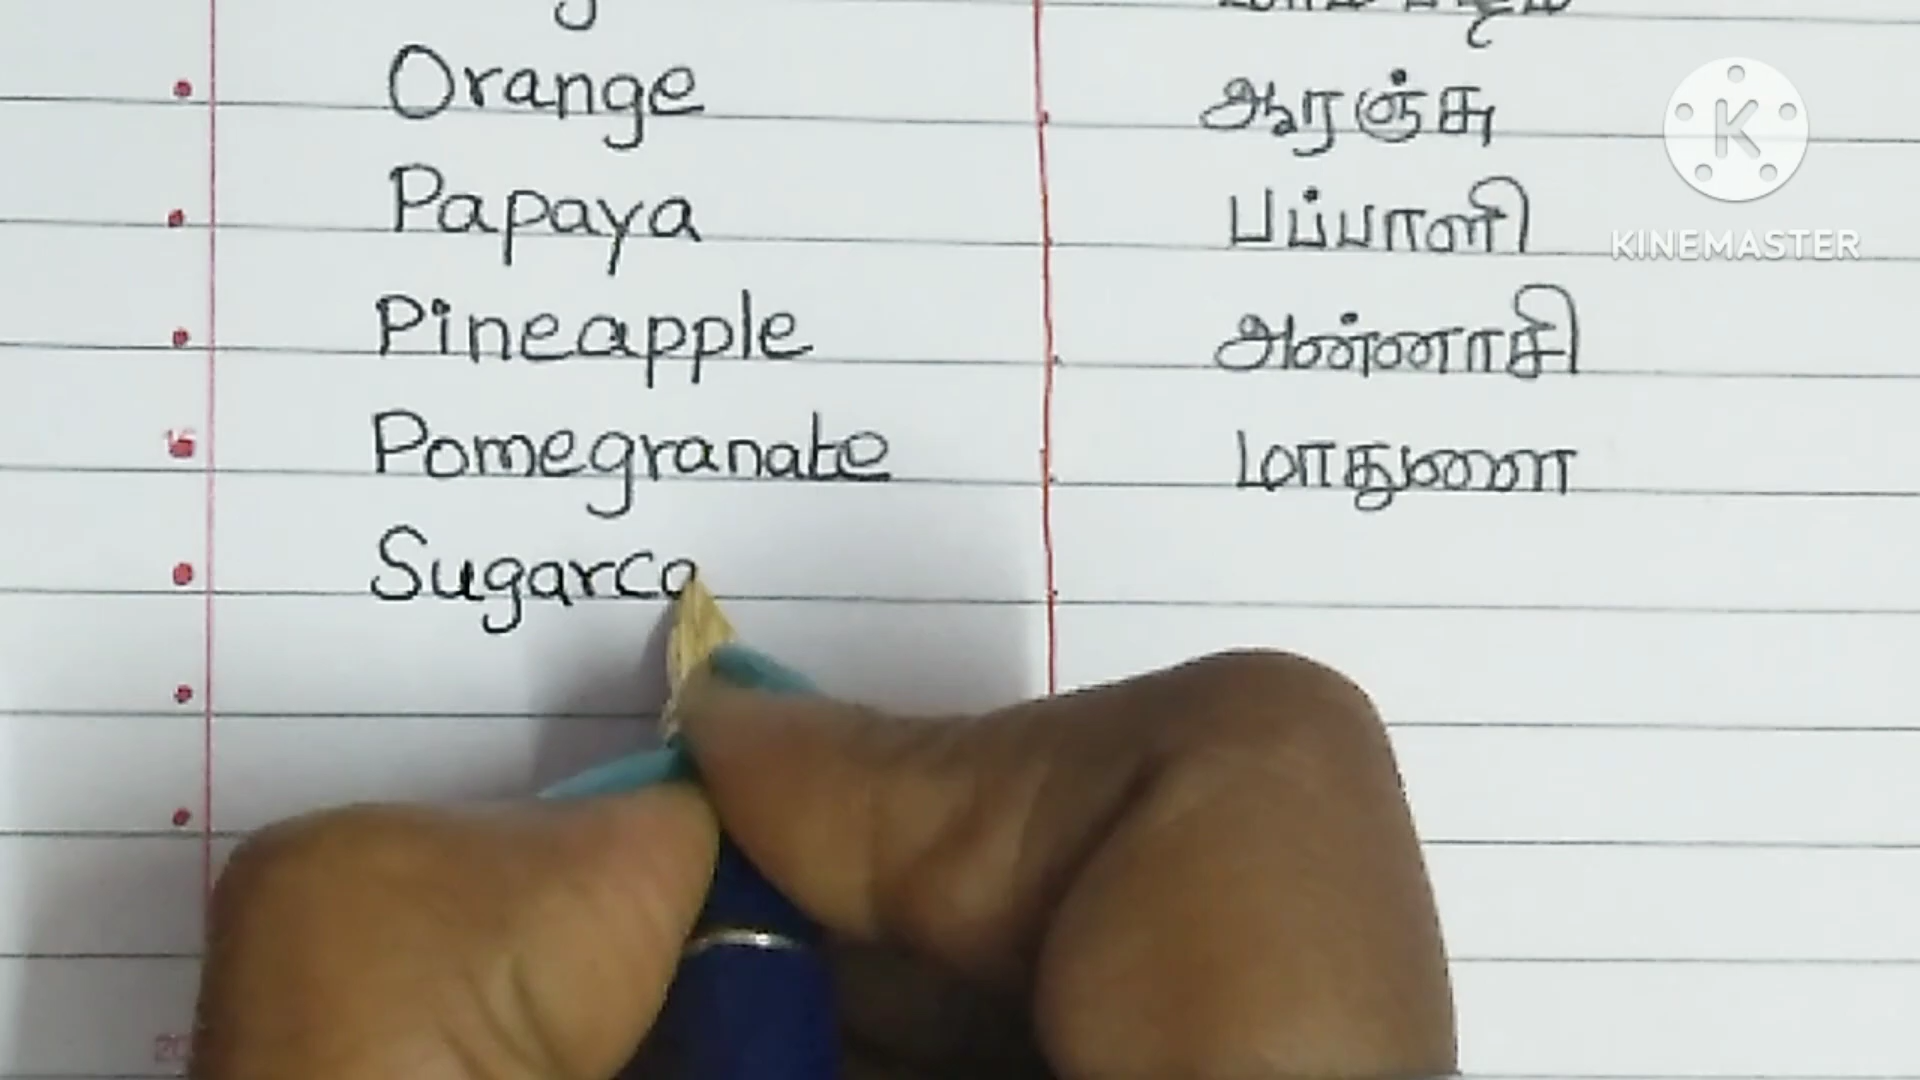 Orange ஆரஞ்சு
Papaya பப்பாளி
Pineapple அன்னாசி
Pomegranate மாதுளை
Sugarca
KINEMASTER